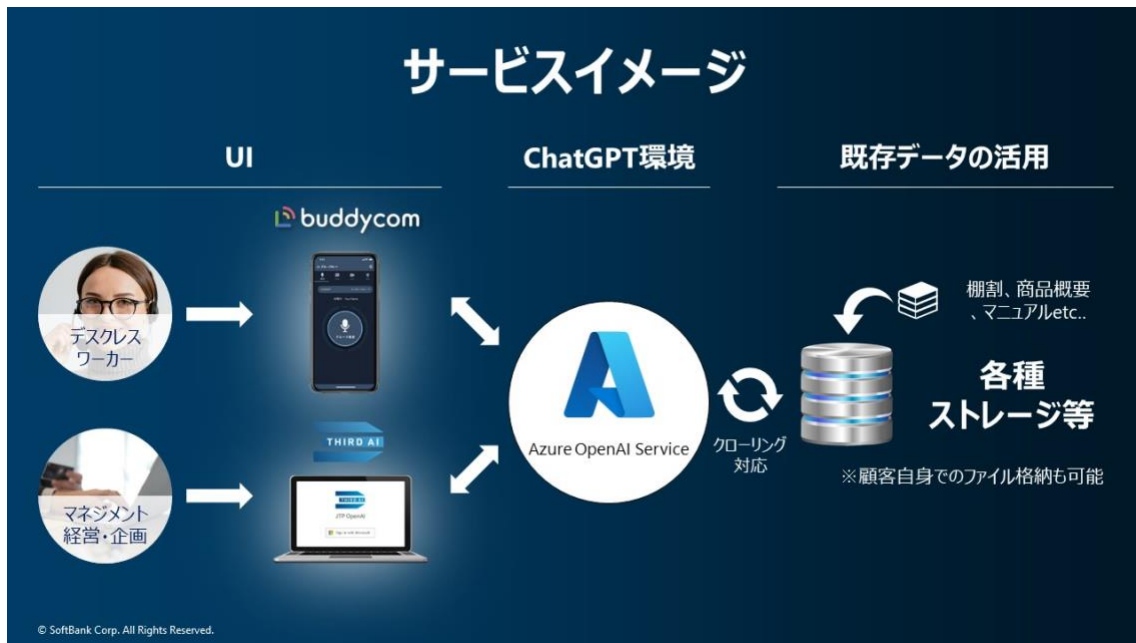 サービスイメージ
UI
ChatGPT環境
既存データの活用
buddycom
デスクレス
ワーカー
THIRD AI
THIRD AI
JTP OpenAI
マネジメント
経営・企画
Azure OpenAI Service
クローリング
対応
棚割、商品概要
、マニュアルetc..
各種
ストレージ等
※顧客自身でのファイル格納も可能
© SoftBank Corp. All Rights Reserved.